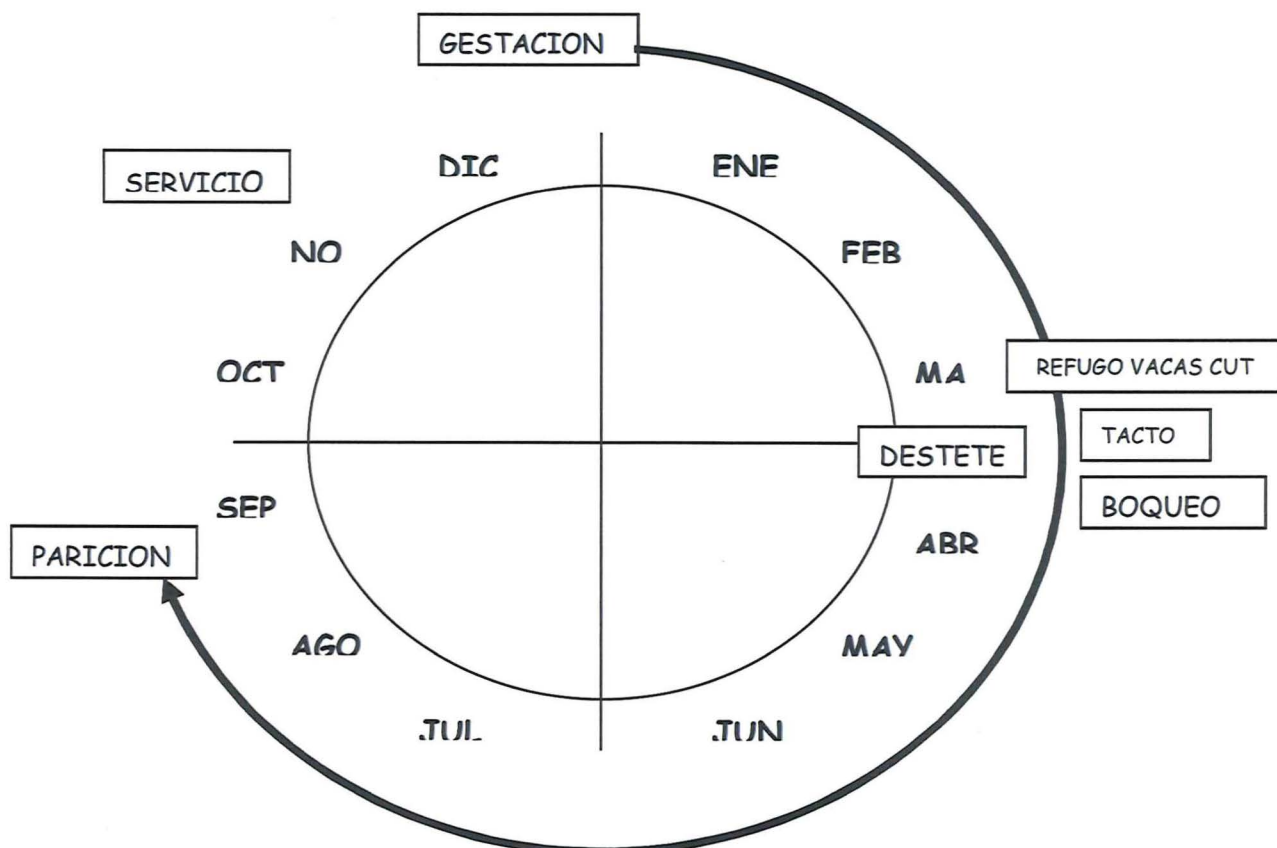 GESTACION
DIC
ENE
SERVICIO
NO
FEB
OCT
MA
REFUGO VACAS CUT
TACTO
DESTETE
BOQUEO
SEP
ABR
PARICION
AGO
MAY
JUL
JUN